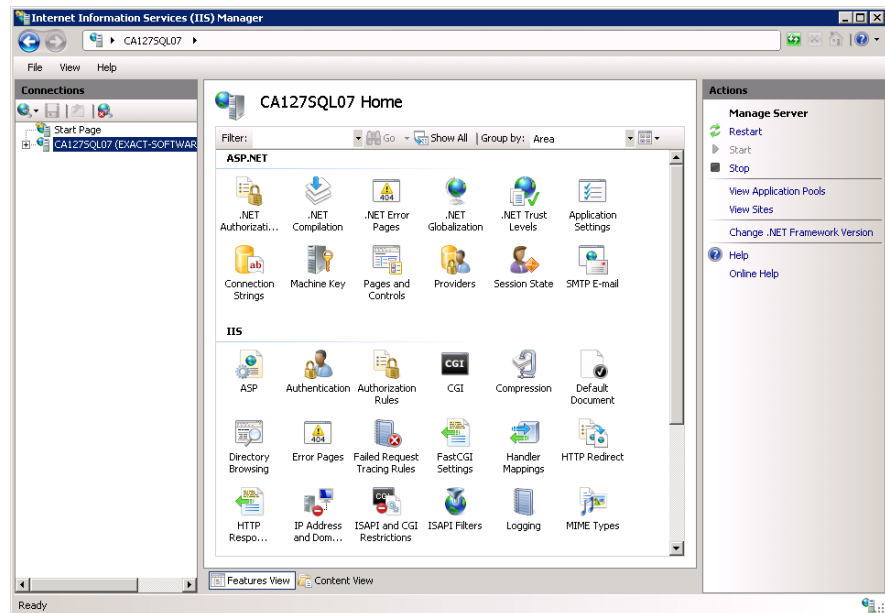 Internet Information Services (IIS) Manager
CA127SQL07
File View Help
Connections
Start Page
CA127SQL07 (EXACT-SOFTWAR
CA127SQL07 Home
Filter: Go Show All Group by: Area
ASP.NET
.NET Authorizati...
.NET Compilation
.NET Error Pages
.NET Globalization
.NET Trust Levels
Application Settings
Connection Strings
Machine Key
Pages and Controls
Providers
Session State
SMTP E-mail
IIS
ASP
Authentication
Authorization Rules
CGI
Compression
Default Document
Directory Browsing
Error Pages
Failed Request Tracing Rules
FastCGI Settings
Handler Mappings
HTTP Redirect
HTTP Respo...
IP Address and Dom...
ISAPI and CGI Restrictions
ISAPI Filters
Logging
MIME Types
Features View Content View
Actions
Manage Server
Restart
Start
Stop
View Application Pools
View Sites
Change .NET Framework Version
Help
Online Help
Ready